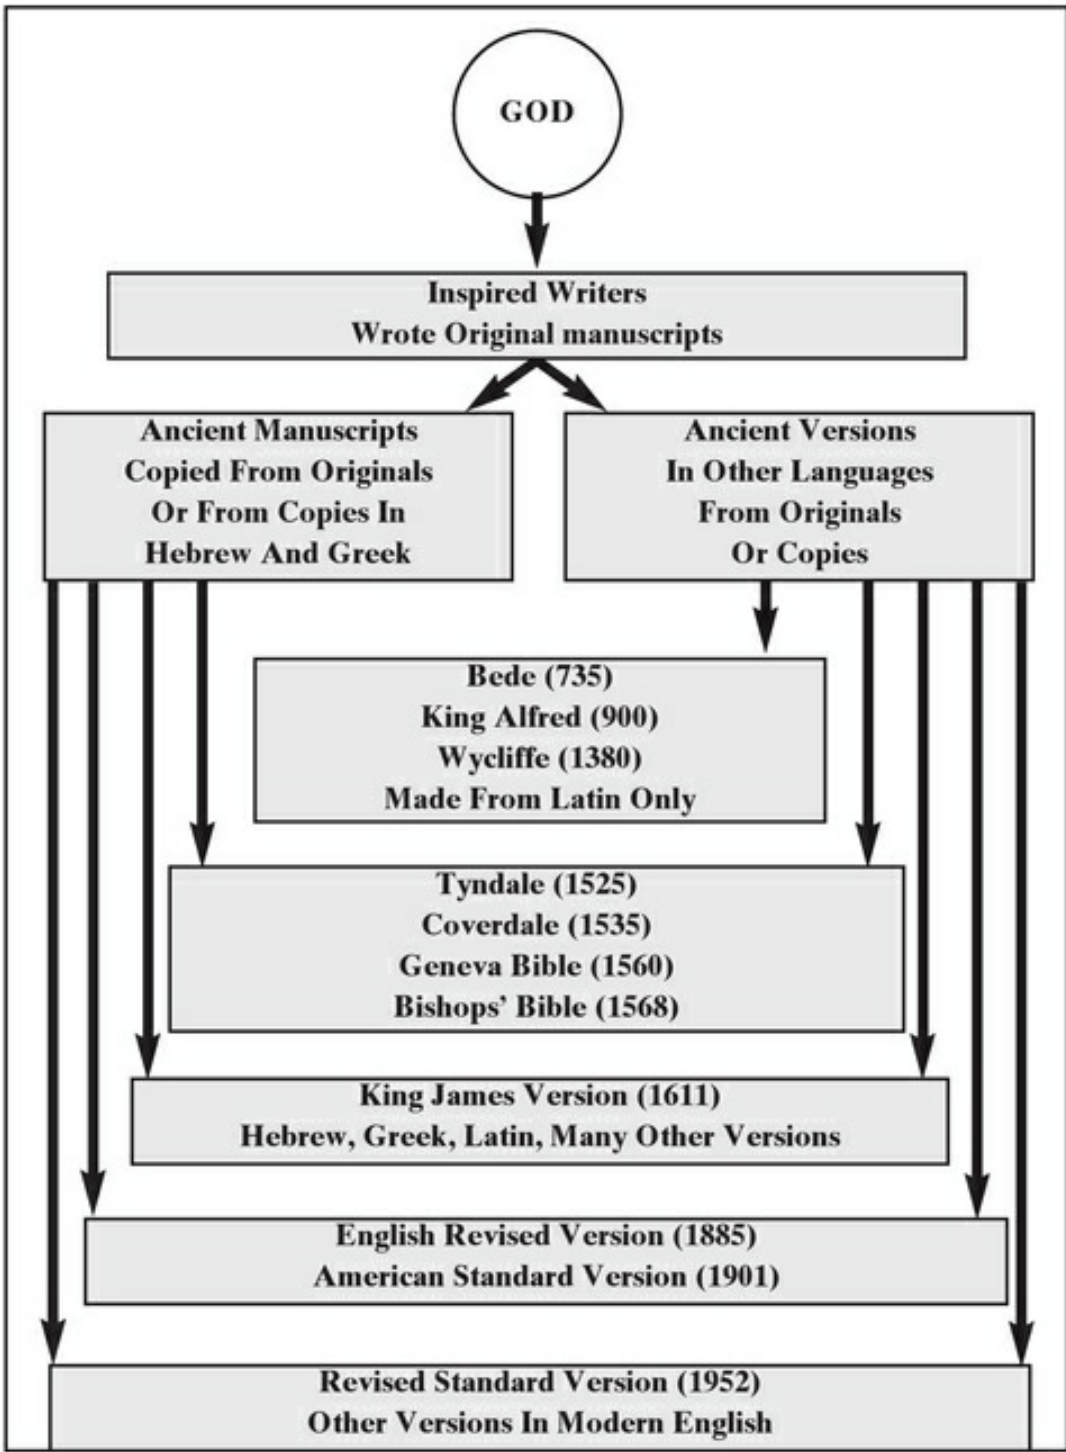 GOD
Inspired Writers
Wrote Original manuscripts
Ancient Manuscripts
Copied From Originals
Or From Copies In
Hebrew And Greek
Ancient Versions
In Other Languages
From Originals
Or Copies
Bede (735)
King Alfred (900)
Wycliffe (1380)
Made From Latin Only
Tyndale (1525)
Coverdale (1535)
Geneva Bible (1560)
Bishops’ Bible (1568)
King James Version (1611)
Hebrew, Greek, Latin, Many Other Versions
English Revised Version (1885)
American Standard Version (1901)
Revised Standard Version (1952)
Other Versions In Modern English